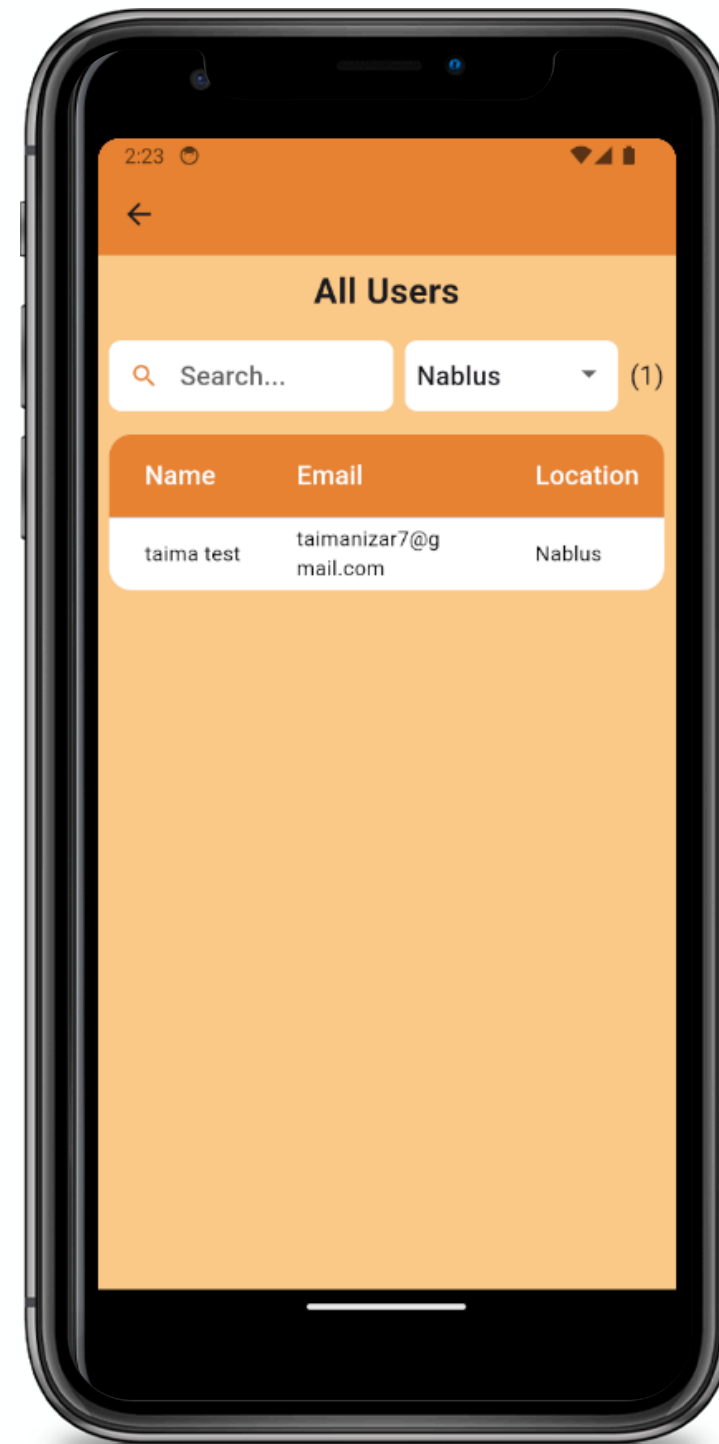 2:23
All Users
Search... Nablus (1)
Name Email Location
taima test taimanizar7@g
mail.com Nablus